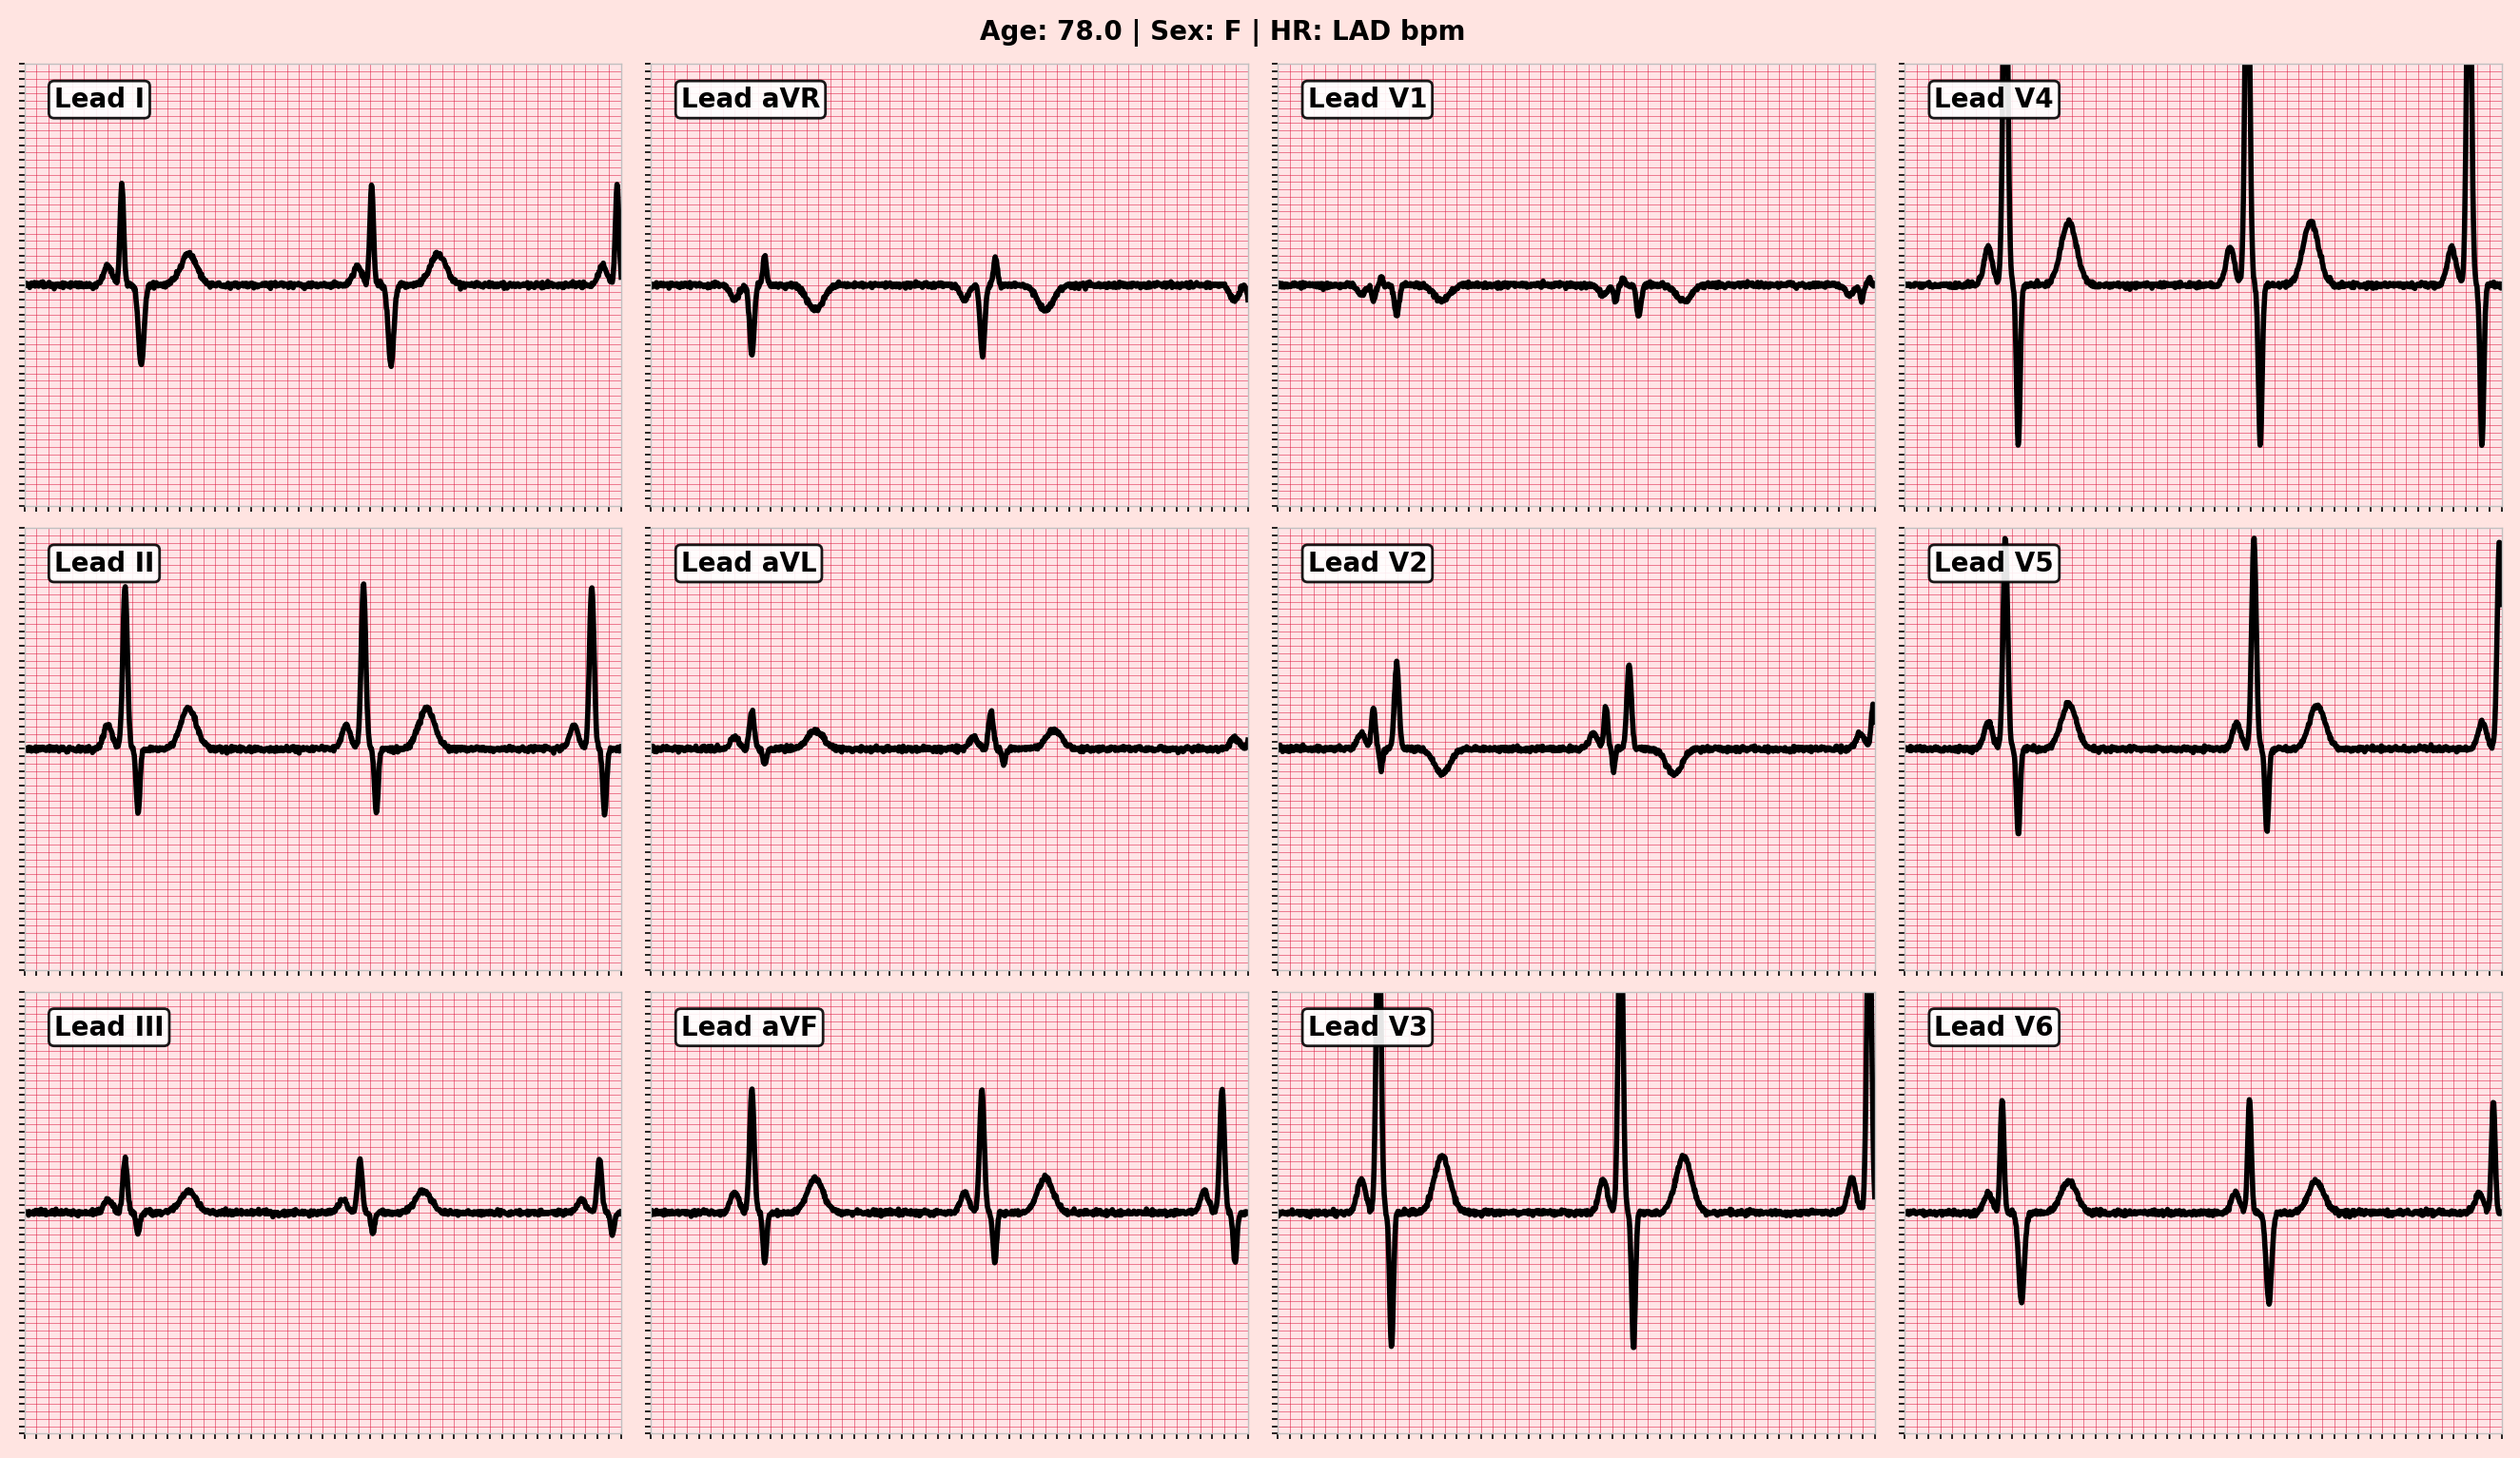 Age: 78.0 | Sex: F | HR: LAD bpm
Lead I
Lead aVR
Lead V1
Lead V4
Lead II
Lead aVL
Lead V2
Lead V5
Lead III
Lead aVF
Lead V3
Lead V6